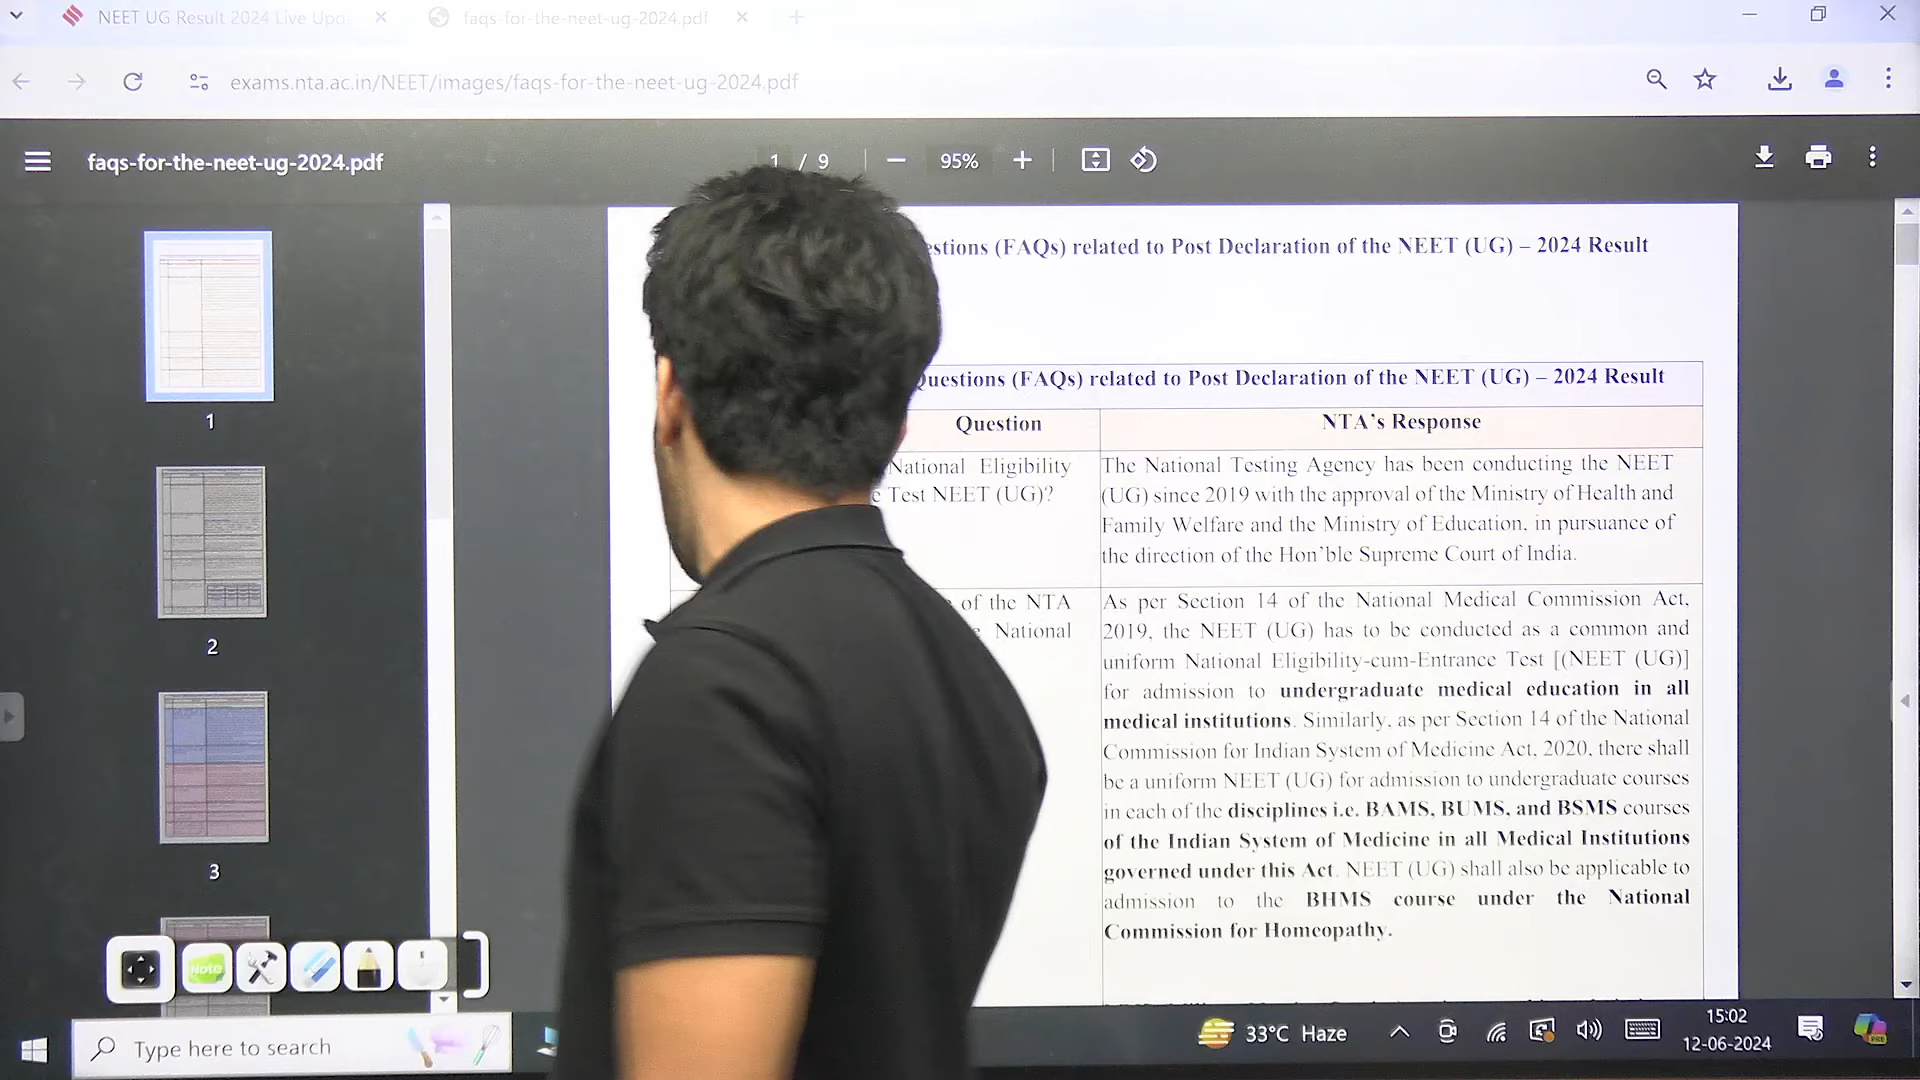 NEET UG Result 2024 Live Upd
faqs-for-the-neet-ug-2024.pdf
exams.nta.ac.in/NEET/images/faqs-for-the-neet-ug-2024.pdf
faqs-for-the-neet-ug-2024.pdf
1 / 9
95%
estions (FAQs) related to Post Declaration of the NEET (UG) – 2024 Result
Questions (FAQs) related to Post Declaration of the NEET (UG) – 2024 Result
Question
NTA's Response
National Eligibility
e Test NEET (UG)?
The National Testing Agency has been conducting the NEET
(UG) since 2019 with the approval of the Ministry of Health and
Family Welfare and the Ministry of Education, in pursuance of
the direction of the Hon'ble Supreme Court of India.
of the NTA
National
As per Section 14 of the National Medical Commission Act,
2019, the NEET (UG) has to be conducted as a common and
uniform National Eligibility-cum-Entrance Test [(NEET (UG)]
for admission to undergraduate medical education in all
medical institutions. Similarly, as per Section 14 of the National
Commission for Indian System of Medicine Act, 2020, there shall
be a uniform NEET (UG) for admission to undergraduate courses
in each of the disciplines i.e. BAMS, BUMS, and BSMS courses
of the Indian System of Medicine in all Medical Institutions
governed under this Act. NEET (UG) shall also be applicable to
admission to the BHMS course under the National
Commission for Homeopathy.
1
2
3
Note
Type here to search
33°C Haze
15:02
12-06-2024
PRE